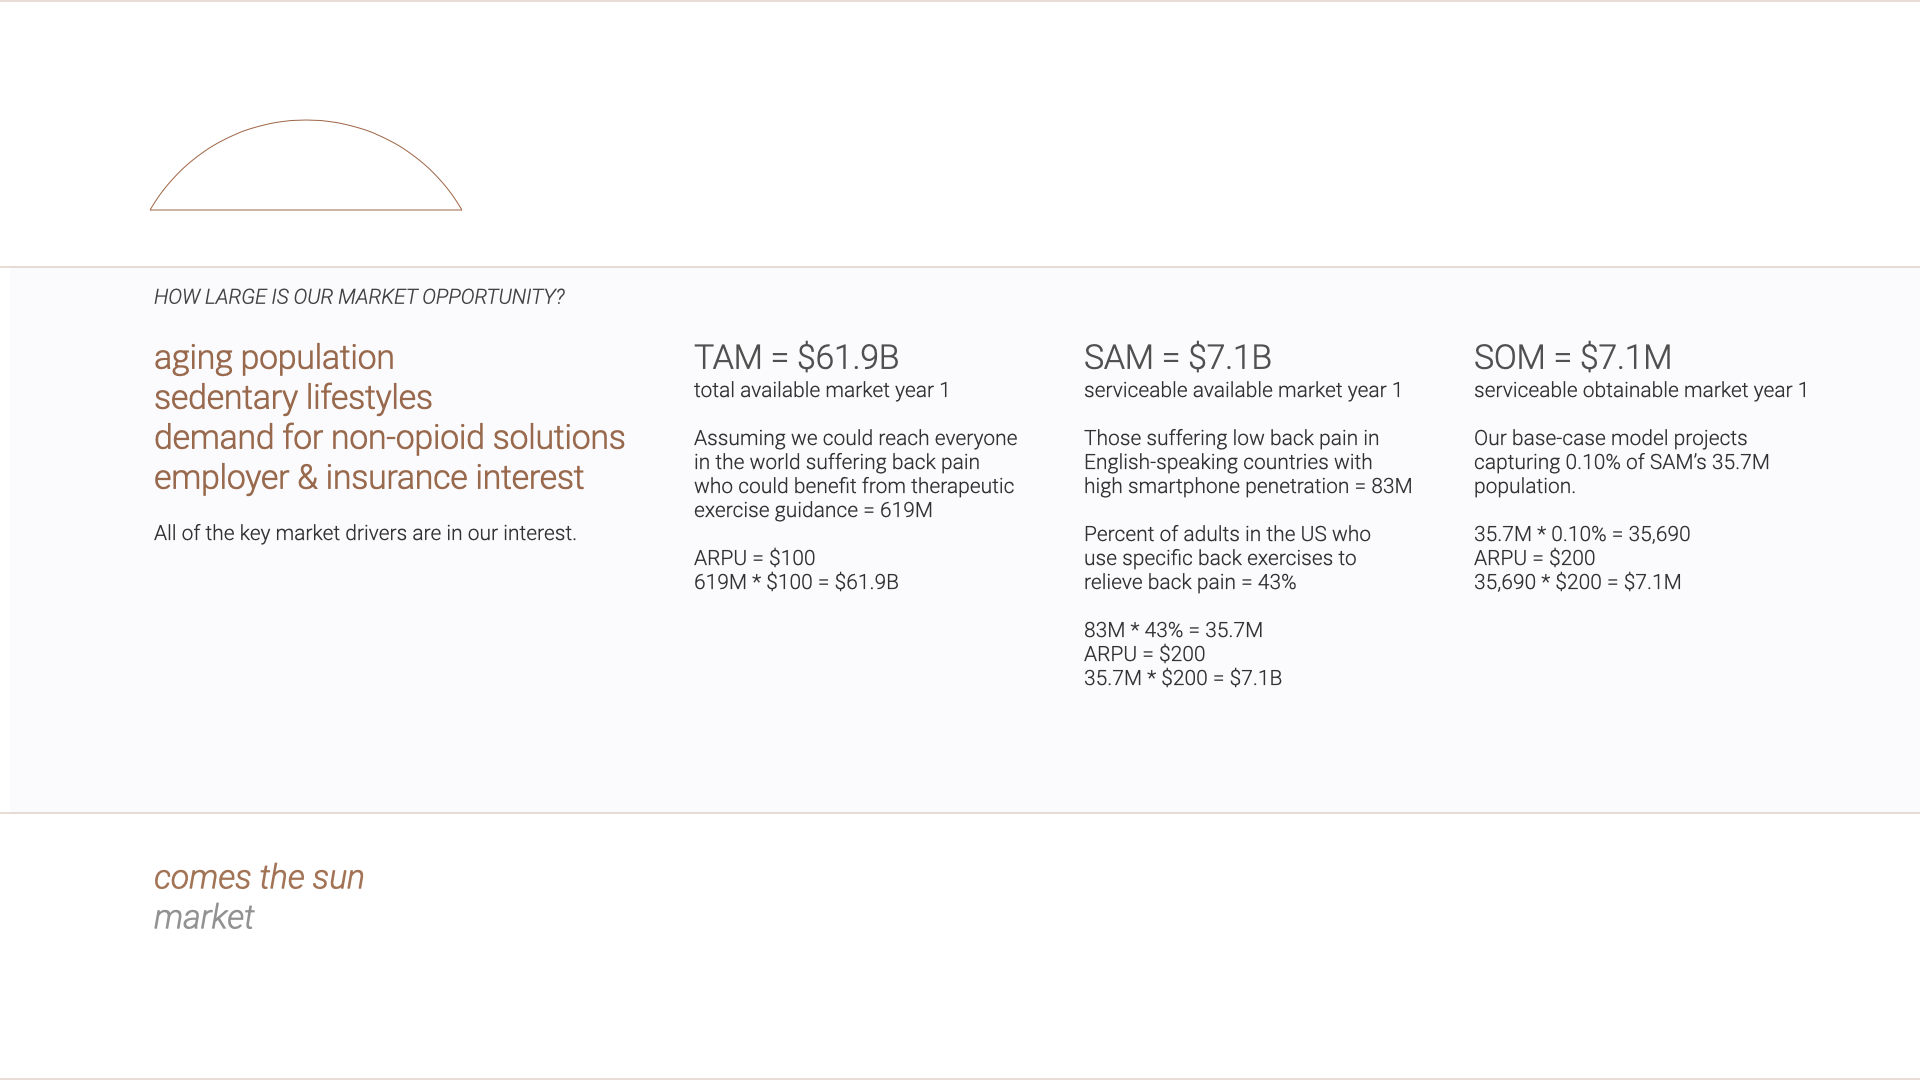 HOW LARGE IS OUR MARKET OPPORTUNITY?
aging population
sedentary lifestyles
demand for non-opioid solutions
employer & insurance interest
All of the key market drivers are in our interest.
TAM = $61.9B
total available market year 1
Assuming we could reach everyone
in the world suffering back pain
who could benefit from therapeutic
exercise guidance = 619M
ARPU = $100
619M * $100 = $61.9B
SAM = $7.1B
serviceable available market year 1
Those suffering low back pain in
English-speaking countries with
high smartphone penetration = 83M
Percent of adults in the US who
use specific back exercises to
relieve back pain = 43%
83M * 43% = 35.7M
ARPU = $200
35.7M * $200 = $7.1B
SOM = $7.1M
serviceable obtainable market year 1
Our base-case model projects
capturing 0.10% of SAM’s 35.7M
population.
35.7M * 0.10% = 35,690
ARPU = $200
35,690 * $200 = $7.1M
comes the sun
market